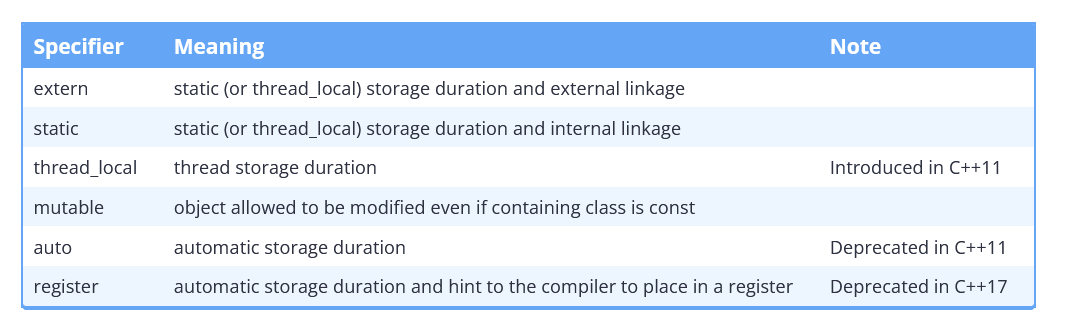 Specifier Meaning Note
extern static (or thread_local) storage duration and external linkage
static static (or thread_local) storage duration and internal linkage
thread_local thread storage duration Introduced in C++11
mutable object allowed to be modified even if containing class is const
auto automatic storage duration Deprecated in C++11
register automatic storage duration and hint to the compiler to place in a register Deprecated in C++17